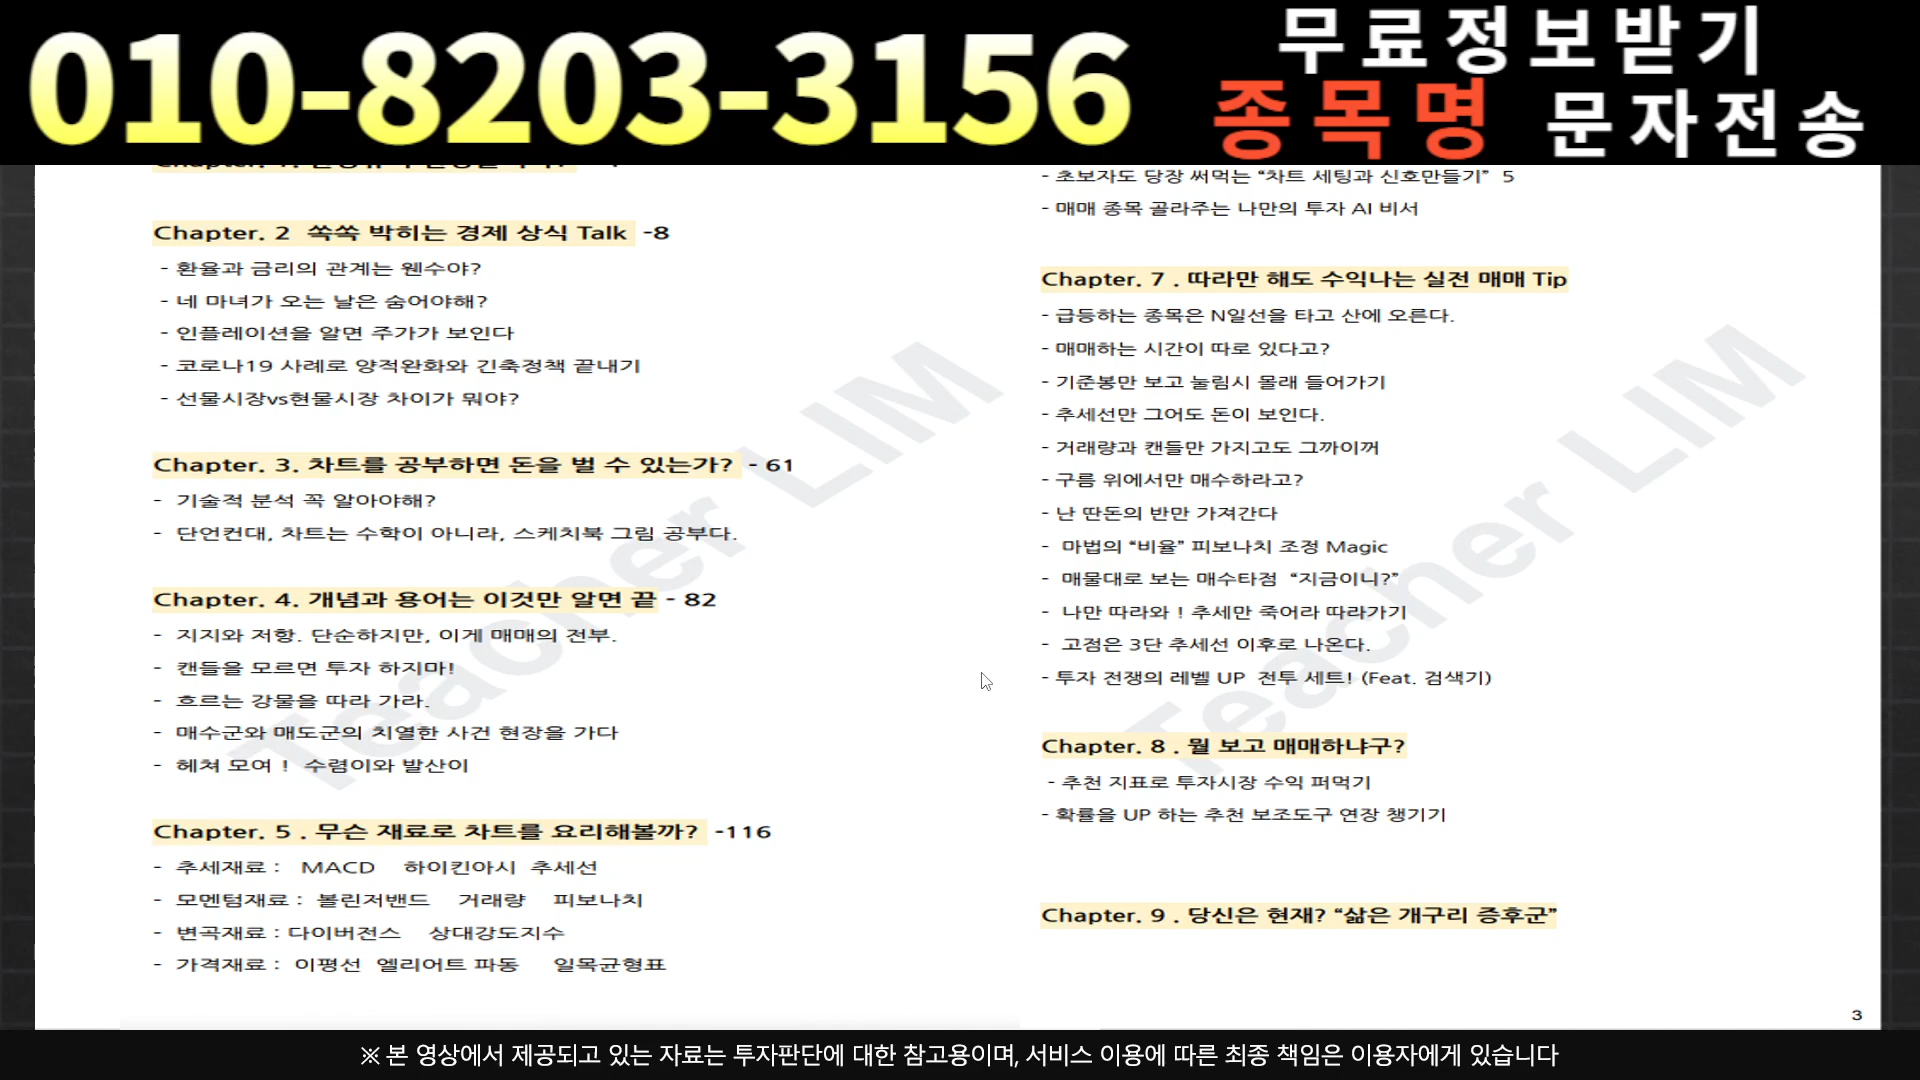 010-8203-3156
무료정보받기
종목명 문자전송
Chapter. 2 쏙쏙 박히는 경제 상식 Talk -8
- 환율과 금리의 관계는 웬수야?
- 네 마녀가 오는 날은 숨어야해?
- 인플레이션을 알면 주가가 보인다
- 코로나19 사례로 양적완화와 긴축정책 끝내기
- 선물시장vs현물시장 차이가 뭐야?
Chapter. 3. 차트를 공부하면 돈을 벌 수 있는가? - 61
- 기술적 분석 꼭 알아야해?
- 단언컨대, 차트는 수학이 아니라, 스케치북 그림 공부다.
Chapter. 4. 개념과 용어는 이것만 알면 끝 - 82
- 지지와 저항. 단순하지만, 이게 매매의 전부.
- 캔들을 모르면 투자 하지마!
- 흐르는 강물을 따라 가라.
- 매수군와 매도군의 치열한 사건 현장을 가다
- 헤쳐 모여 ! 수렴이와 발산이
Chapter. 5 . 무슨 재료로 차트를 요리해볼까? -116
- 추세재료 : MACD 하이킨아시 추세선
- 모멘텀재료 : 볼린저밴드 거래량 피보나치
- 변곡재료 : 다이버전스 상대강도지수
- 가격재료 : 이평선 엘리어트 파동 일목균형표
- 초보자도 당장 써먹는 “차트 세팅과 신호만들기” 5
- 매매 종목 골라주는 나만의 투자 AI 비서
Chapter. 7 . 따라만 해도 수익나는 실전 매매 Tip
- 급등하는 종목은 N일선을 타고 산에 오른다.
- 매매하는 시간이 따로 있다고?
- 기준봉만 보고 눌림시 몰래 들어가기
- 추세선만 그어도 돈이 보인다.
- 거래량과 캔들만 가지고도 그까이꺼
- 구름 위에서만 매수하라고?
- 난 딴돈의 반만 가져간다
- 마법의 “비율” 피보나치 조정 Magic
- 매물대로 보는 매수타점 “지금이니?”
- 나만 따라와 ! 추세만 죽어라 따라가기
- 고점은 3단 추세선 이후로 나온다.
- 투자 전쟁의 레벨 UP 전투 세트! (Feat. 검색기)
Chapter. 8 . 뭘 보고 매매하냐구?
- 추천 지표로 투자시장 수익 퍼먹기
- 확률을 UP 하는 추천 보조도구 연장 챙기기
Chapter. 9 . 당신은 현재? “삶은 개구리 증후군”
Teacher LIM
Teacher LIM
3
※ 본 영상에서 제공되고 있는 자료는 투자판단에 대한 참고용이며, 서비스 이용에 따른 최종 책임은 이용자에게 있습니다